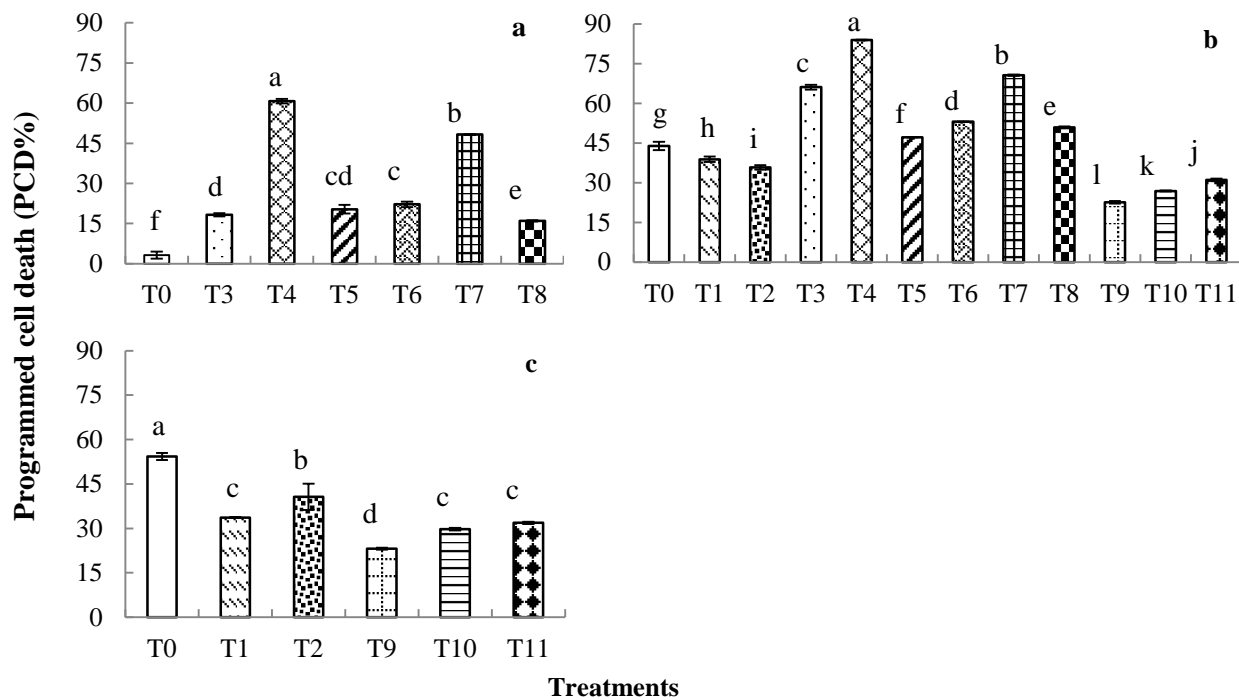 Programmed cell death (PCD%)
a
90
75
60
45
30
15
0
f
d
a
cd
c
b
e
T0 T3 T4 T5 T6 T7 T8
b
90
75
60
45
30
15
0
g
h
i
c
a
f
d
b
e
l
k
j
T0 T1 T2 T3 T4 T5 T6 T7 T8 T9 T10 T11
c
90
75
60
45
30
15
0
a
c
b
d
c
c
T0 T1 T2 T9 T10 T11
Treatments